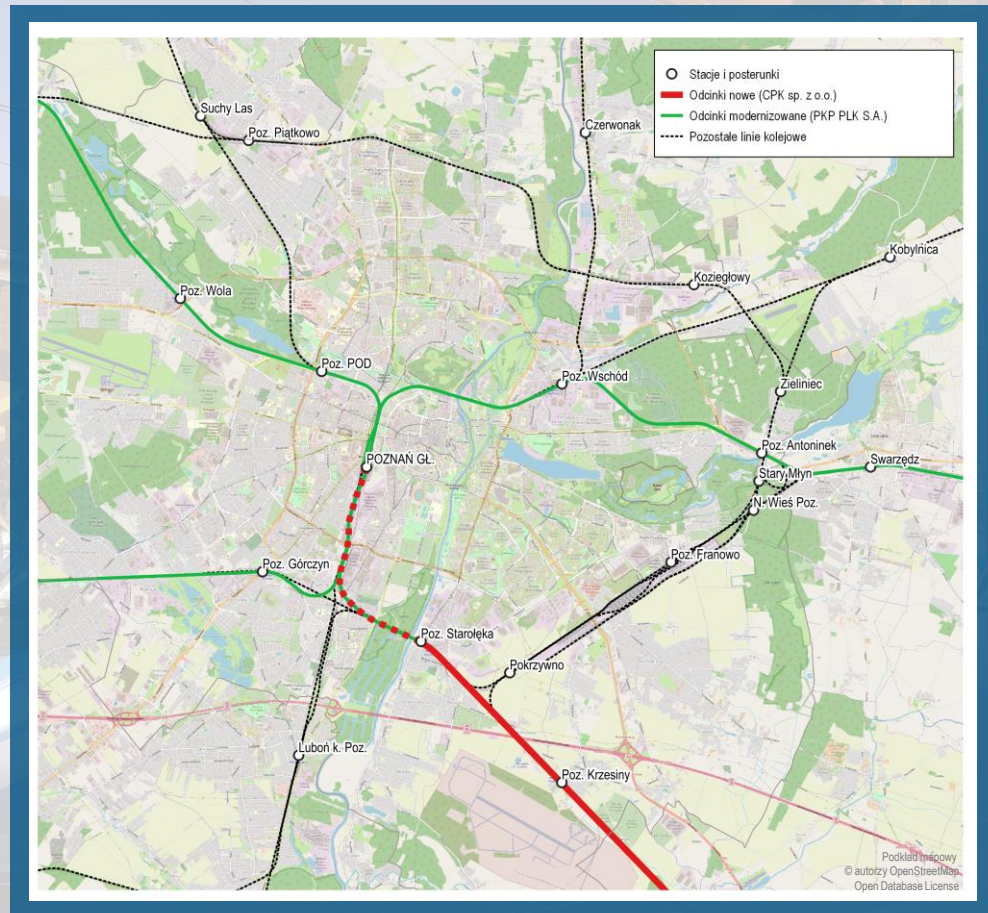 Stacje i posterunki
Odcinki nowe (CPK sp. z o.o.)
Odcinki modernizowane (PKP PLK S.A.)
Pozostałe linie kolejowe
Suchy Las
Poz. Piątkowo
Czerwonak
Kobylnica
Koziegłowy
Poz. Wola
Poz. POD
Poz. Wschód
Zieliniec
Poz. Antoninek
POZNAŃ GŁ.
Swarzędz
Stary Młyn
N. Wieś Poz.
Poz. Franowo
Poz. Górczyn
Poz. Starołęka
Pokrzywno
Luboń k. Poz.
Poz. Krzesiny
Podkład mapowy
© autorzy OpenStreetMap
Open Database License